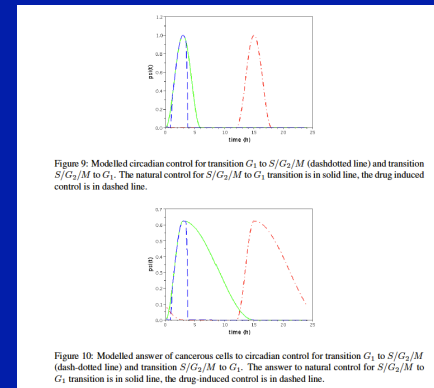 1.2
1.0
0.8
0.6
0.4
0.2
0.0
psi(t)
0 5 10 15 20 25
time (h)
Figure 9: Modelled circadian control for transition G₁ to S/G₂/M (dashdotted line) and transition
S/G₂/M to G₁. The natural control for S/G₂/M to G₁ transition is in solid line, the drug induced
control is in dashed line.
0.7
0.6
0.5
0.4
0.3
0.2
0.1
0.0
psi(t)
0 5 10 15 20 25
time (h)
Figure 10: Modelled answer of cancerous cells to circadian control for transition G₁ to S/G₂/M
(dash-dotted line) and transition S/G₂/M to G₁. The answer to natural control for S/G₂/M to
G₁ transition is in solid line, the drug-induced control is in dashed line.